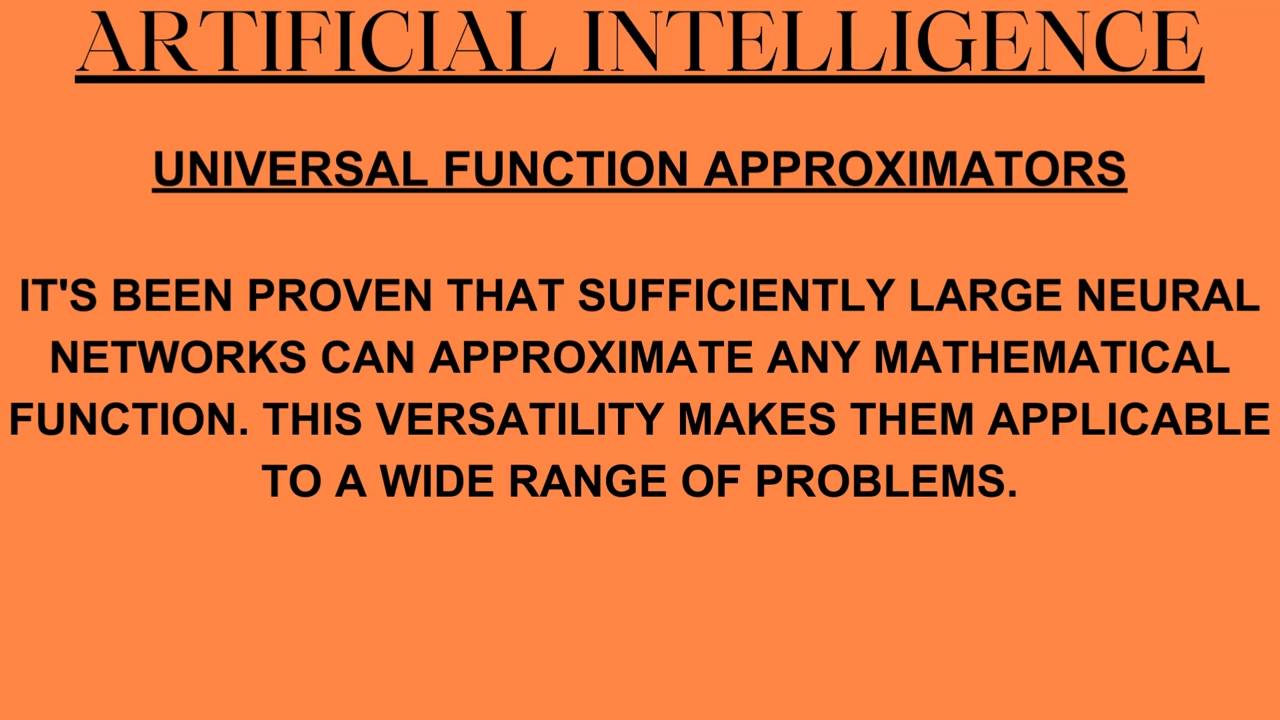 ARTIFICIAL INTELLIGENCE
UNIVERSAL FUNCTION APPROXIMATORS
IT'S BEEN PROVEN THAT SUFFICIENTLY LARGE NEURAL
NETWORKS CAN APPROXIMATE ANY MATHEMATICAL
FUNCTION. THIS VERSATILITY MAKES THEM APPLICABLE
TO A WIDE RANGE OF PROBLEMS.